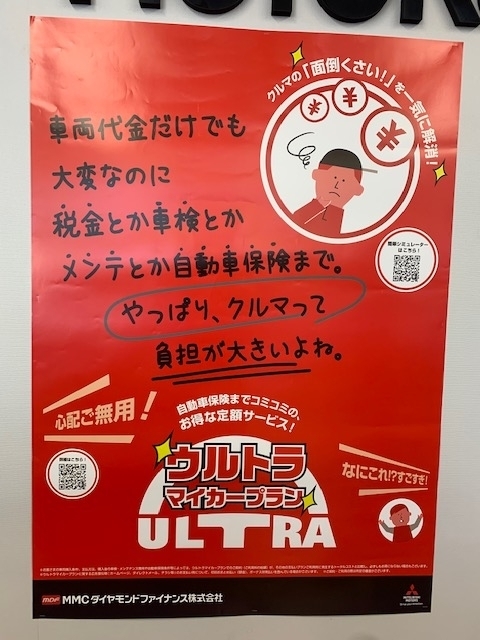 クルマの「面倒くさい!」を一気に解消!
車両代金だけでも
大変なのに
税金とか車検とか
メンテとか自動車保険まで。
やっぱり、クルマって
負担が大きいよね。
簡単シミュレーター
はこちら!
心配ご無用!
自動車保険までコミコミの、
お得な定額サービス!
詳細はこちら!
ウルトラ
マイカープラン
ULTRA
なにこれ!?すごすぎ!
MDF MMCダイヤモンドファイナンス株式会社
MITSUBISHI
MOTORS